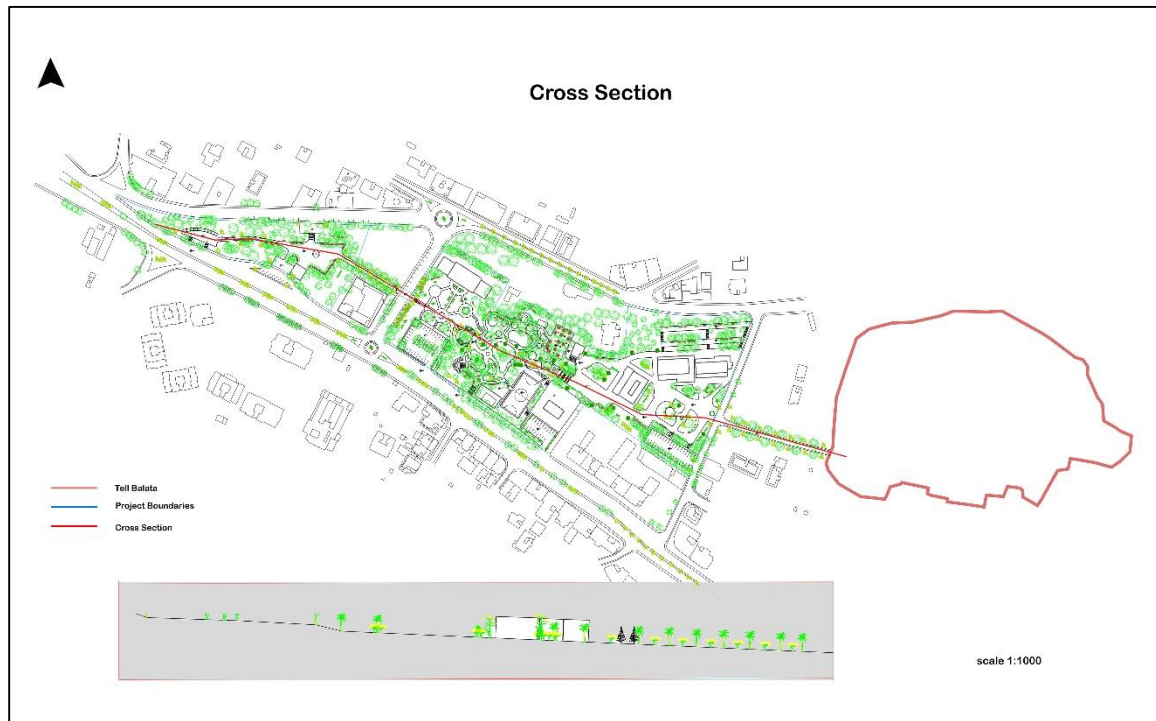 Cross Section
Tell Balata
Project Boundaries
Cross Section
scale 1:1000